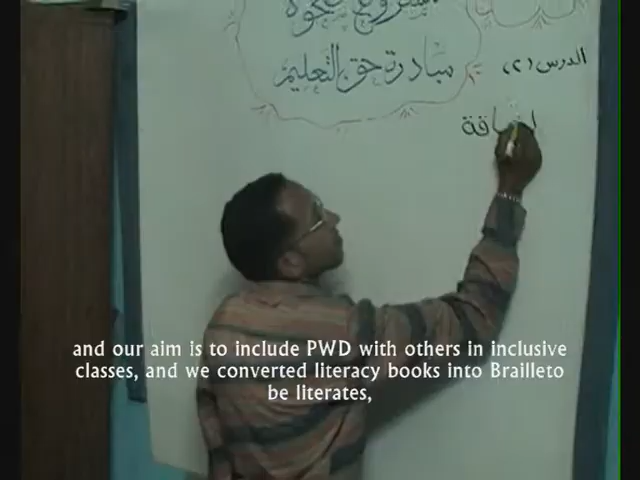 مشروع عكوة
مبادرة حق التعليم
الدرس (٢)
and our aim is to include PWD with others in inclusive
classes, and we converted literacy books into Brailleto
be literates,